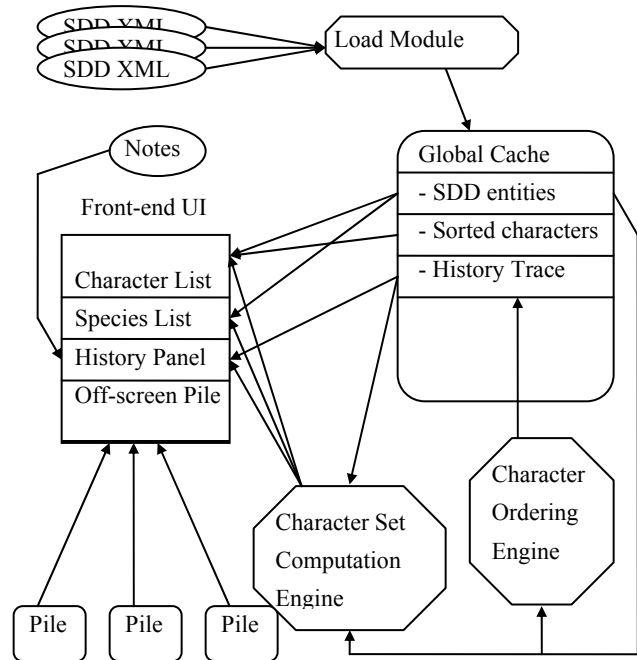 SDD XML
SDD XML
SDD XML
Load Module
Notes
Global Cache
- SDD entities
- Sorted characters
- History Trace
Front-end UI
Character List
Species List
History Panel
Off-screen Pile
Character Set
Computation
Engine
Character
Ordering
Engine
Pile
Pile
Pile